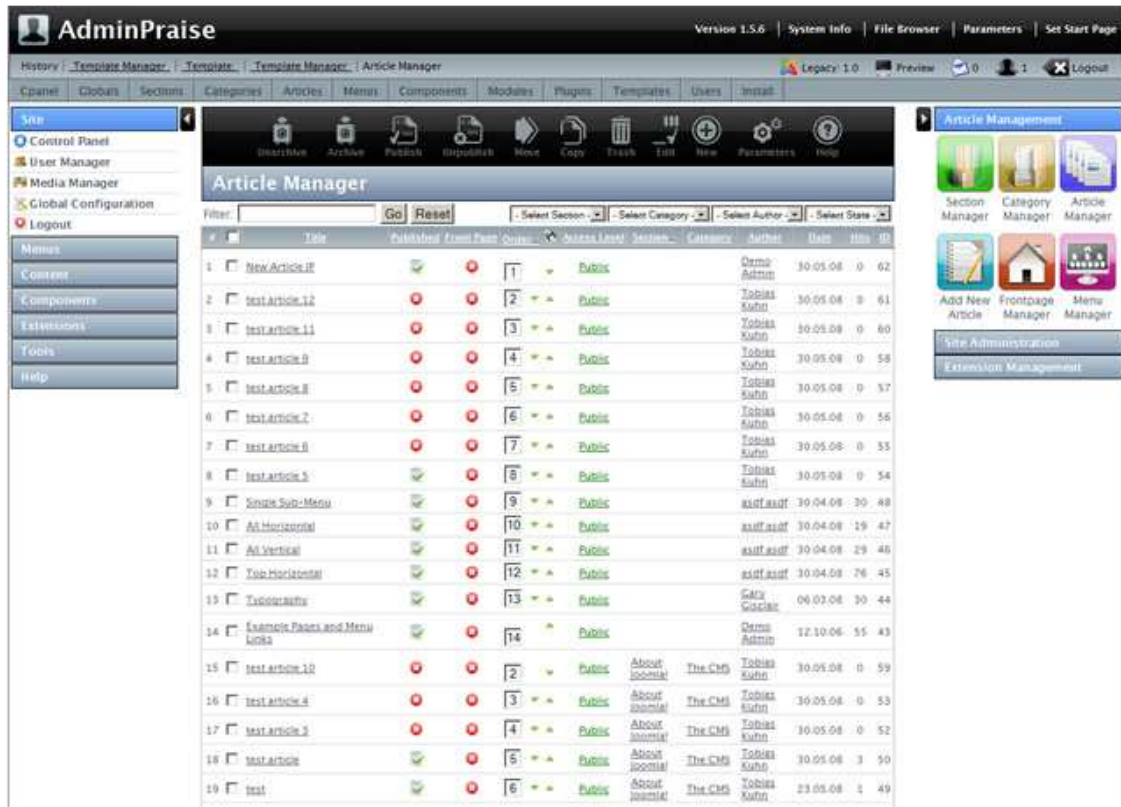 AdminPraise
Version 1.5.6 | System Info | File Browser | Parameters | Set Start Page
History | Template Manager | Template | Template Manager | Article Manager
Legacy: 1.0 Preview 0 1 Logout
Cpanel Globals Sections Categories Articles Menus Components Modules Plugins Templates Users Install
Site
Control Panel
User Manager
Media Manager
Global Configuration
Logout
Menus
Content
Components
Extensions
Tools
Help
Unarchive Archive Publish Unpublish Move Copy Trash Edit New Parameters Help
Article Manager
Filter: Go Reset - Select Section - - Select Category - - Select Author - - Select State -
# Title Published Front Page Order Access Level Section Category Author Date Hits ID
1 New Article JP 1 Public Demo Admin 30.05.08 0 62
2 test article 12 2 Public Tobias Kuhn 30.05.08 0 61
3 test article 11 3 Public Tobias Kuhn 30.05.08 0 60
4 test article 9 4 Public Tobias Kuhn 30.05.08 0 58
5 test article 8 5 Public Tobias Kuhn 30.05.08 0 57
6 test article 7 6 Public Tobias Kuhn 30.05.08 0 56
7 test article 6 7 Public Tobias Kuhn 30.05.08 0 55
8 test article 5 8 Public Tobias Kuhn 30.05.08 0 54
9 Single Sub-Menu 9 Public asdf asdf 30.04.08 30 48
10 All Horizontal 10 Public asdf asdf 30.04.08 19 47
11 All Vertical 11 Public asdf asdf 30.04.08 29 46
12 Top Horizontal 12 Public asdf asdf 30.04.08 76 45
13 Typography 13 Public Gary Gisclair 06.03.08 30 44
14 Example Pages and Menu Links 14 Public Demo Admin 12.10.06 55 43
15 test article 10 2 Public About Joomla! The CMS Tobias Kuhn 30.05.08 0 59
16 test article 4 3 Public About Joomla! The CMS Tobias Kuhn 30.05.08 0 53
17 test article 3 4 Public About Joomla! The CMS Tobias Kuhn 30.05.08 0 52
18 test article 5 Public About Joomla! The CMS Tobias Kuhn 30.05.08 3 50
19 test 6 Public About Joomla! The CMS Tobias Kuhn 23.05.08 1 49
Article Management
Section Manager
Category Manager
Article Manager
Add New Article
Frontpage Manager
Menu Manager
Site Administration
Extension Management